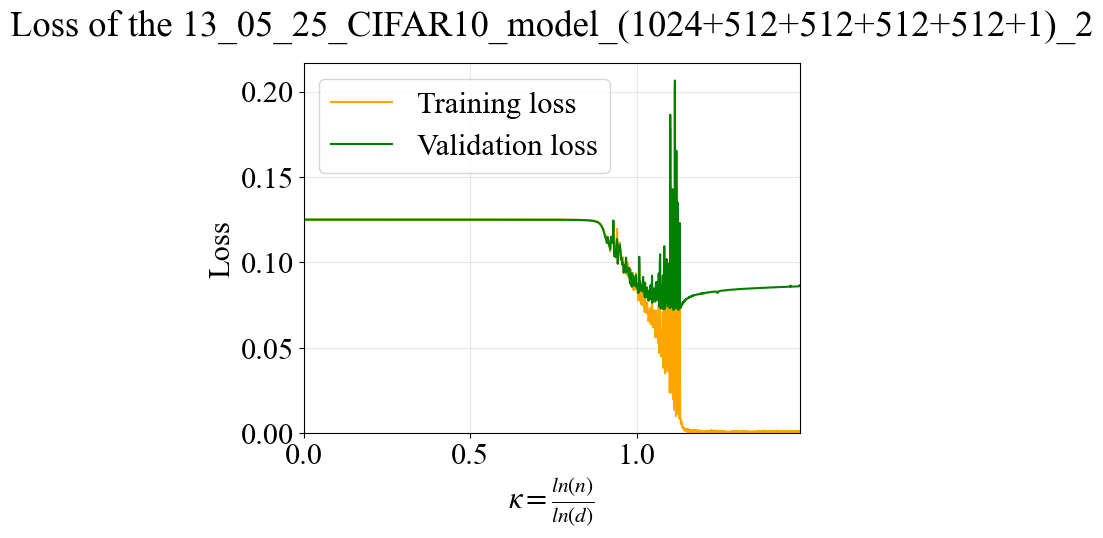 Loss of the 13_05_25_CIFAR10_model_(1024+512+512+512+512+1)_2
Training loss
Validation loss
Loss
0.20
0.15
0.10
0.05
0.00
0.0 0.5 1.0
κ = ln(n)/ln(d)